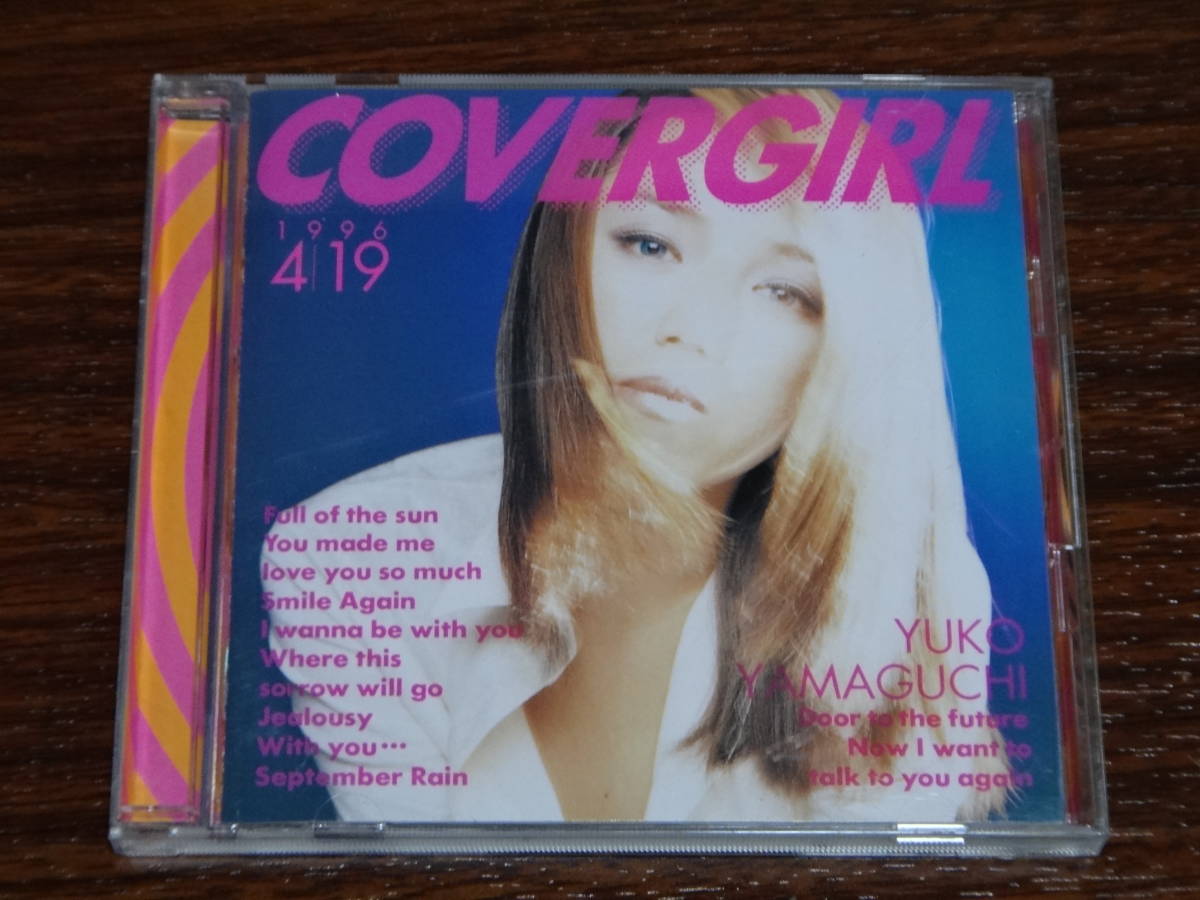 COVERGIRL
1996
4|19
Full of the sun
You made me
love you so much
Smile Again
I wanna be with you
Where this
sorrow will go
Jealousy
With you…
September Rain
YUKO
YAMAGUCHI
Door to the future
Now I want to
talk to you again